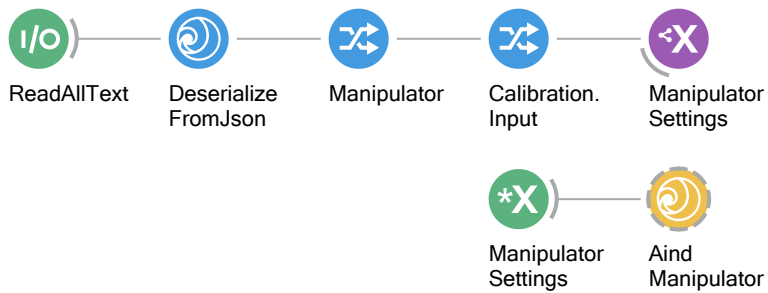 I/O
X
ReadAllText
Deserialize
FromJson
Manipulator
Calibration.
Input
Manipulator
Settings
*X
Manipulator
Settings
Aind
Manipulator